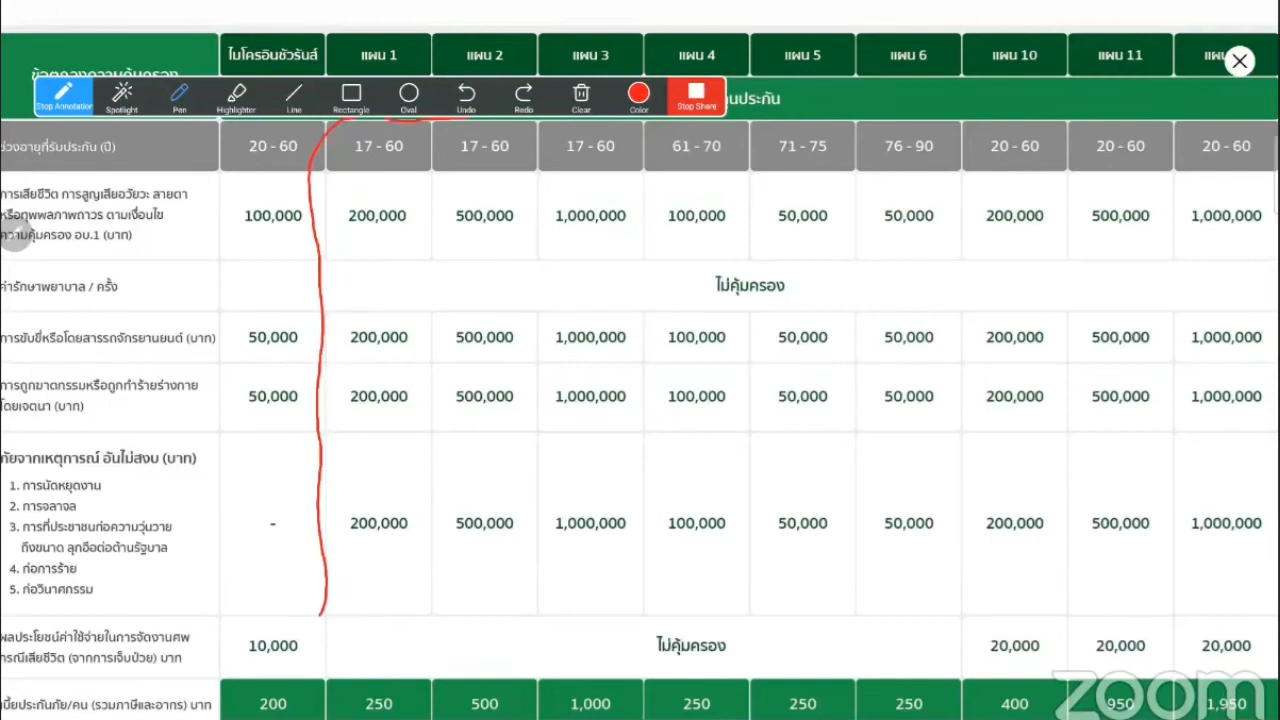 ไมโครอินชัวรันส์ แผน 1 แผน 2 แผน 3 แผน 4 แผน 5 แผน 6 แผน 10 แผน 11
Stop Annotation Spotlight Pen Highlighter Line Rectangle Oval Undo Redo Clear Color Stop Share
ช่วงอายุที่รับประกัน (ปี) 20 - 60 17 - 60 17 - 60 17 - 60 61 - 70 71 - 75 76 - 90 20 - 60 20 - 60 20 - 60
การเสียชีวิต การสูญเสียอวัยวะ สายตา
หรือทุพพลภาพถาวร ตามเงื่อนไข
ความคุ้มครอง อบ.1 (บาท)
100,000 200,000 500,000 1,000,000 100,000 50,000 50,000 200,000 500,000 1,000,000
ค่ารักษาพยาบาล / ครั้ง ไม่คุ้มครอง
การขับขี่หรือโดยสารรถจักรยานยนต์ (บาท) 50,000 200,000 500,000 1,000,000 100,000 50,000 50,000 200,000 500,000 1,000,000
การถูกฆาตกรรมหรือถูกทำร้ายร่างกาย
โดยเจตนา (บาท)
50,000 200,000 500,000 1,000,000 100,000 50,000 50,000 200,000 500,000 1,000,000
ภัยจากเหตุการณ์ อันไม่สงบ (บาท)
1. การนัดหยุดงาน
2. การจลาจล
3. การที่ประชาชนก่อความวุ่นวาย
ถึงขนาด ลุกฮือต่อต้านรัฐบาล
4. ก่อการร้าย
5. ก่อวินาศกรรม
- 200,000 500,000 1,000,000 100,000 50,000 50,000 200,000 500,000 1,000,000
ผลประโยชน์ค่าใช้จ่ายในการจัดงานศพ
กรณีเสียชีวิต (จากการเจ็บป่วย) บาท
10,000 ไม่คุ้มครอง 20,000 20,000 20,000
เบี้ยประกันภัย/คน (รวมภาษีและอากร) บาท 200 250 500 1,000 250 250 250 400 950 1,950
zoom